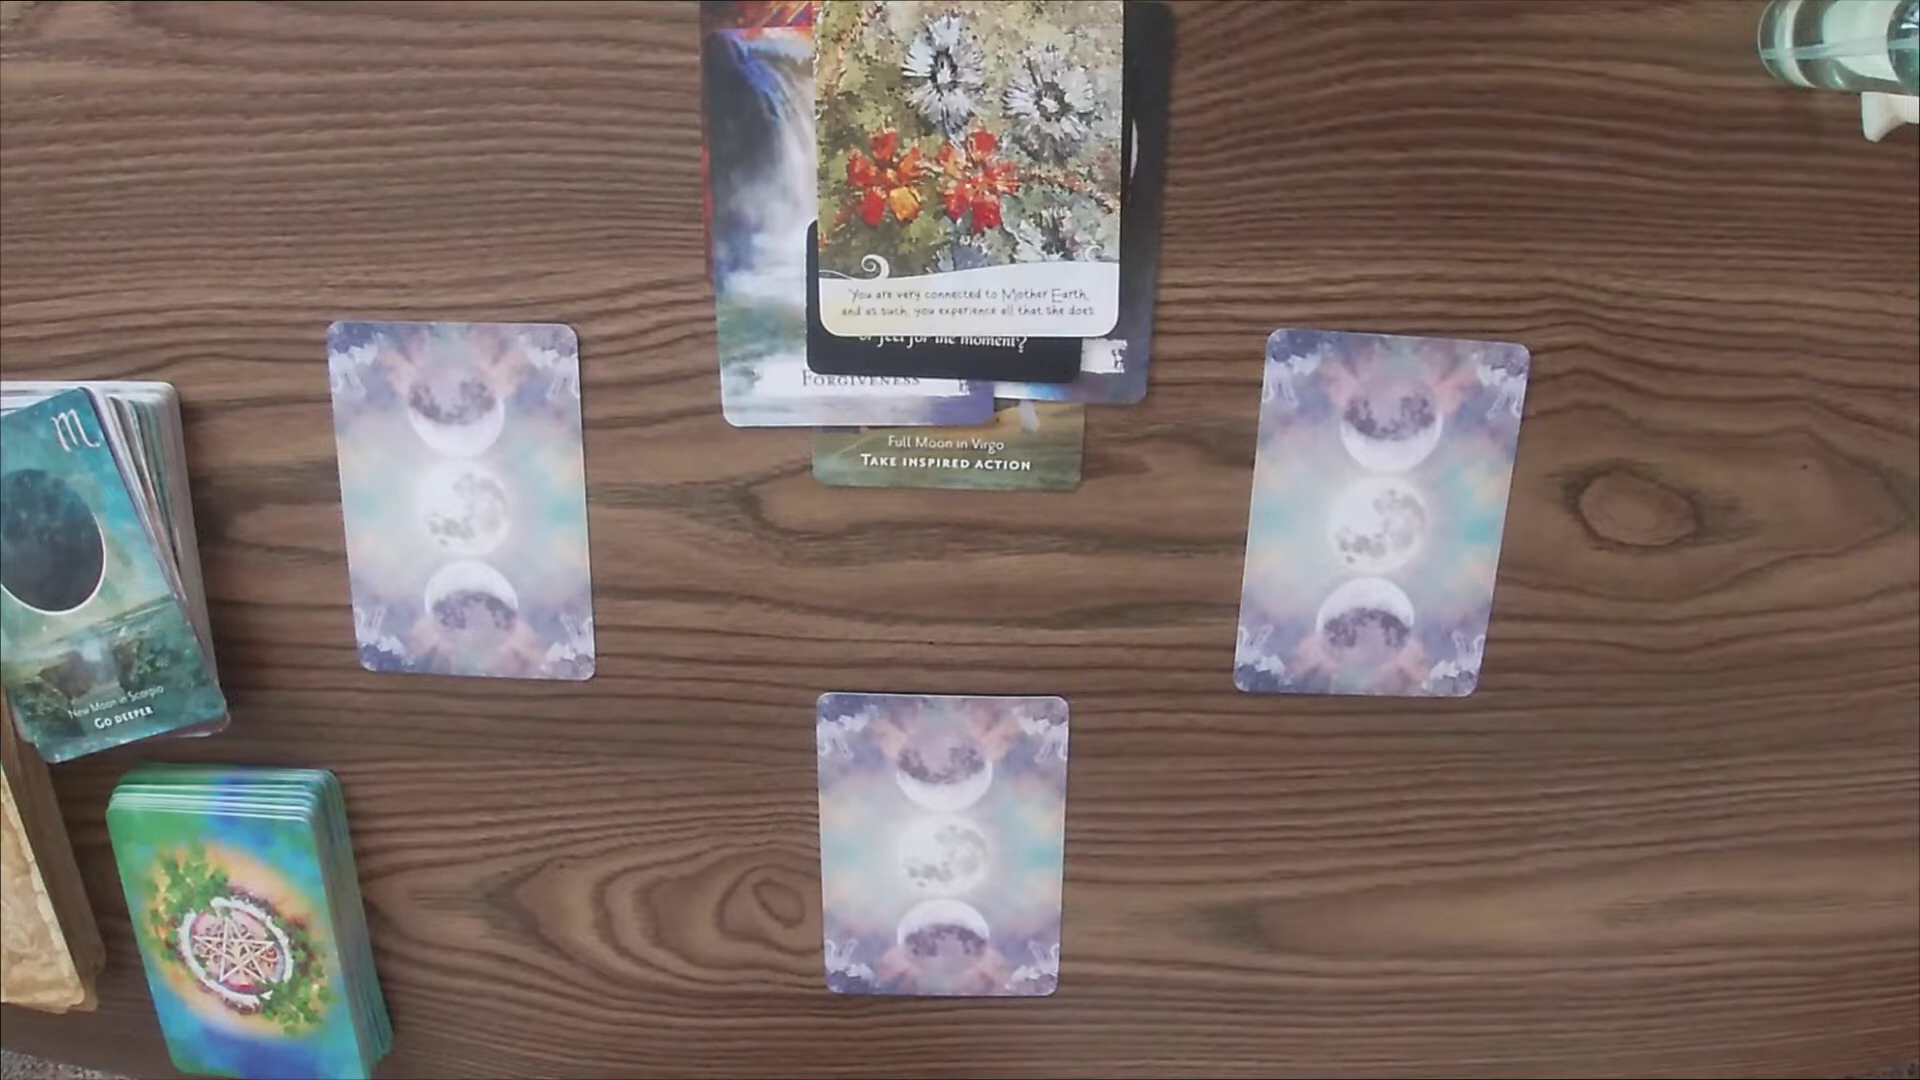 You are very connected to Mother Earth,
and as such, you experience all that she does
or feel for the moment?
FORGIVENESS
Full Moon in Virgo
TAKE INSPIRED ACTION
♏
New Moon in Scorpio
GO DEEPER